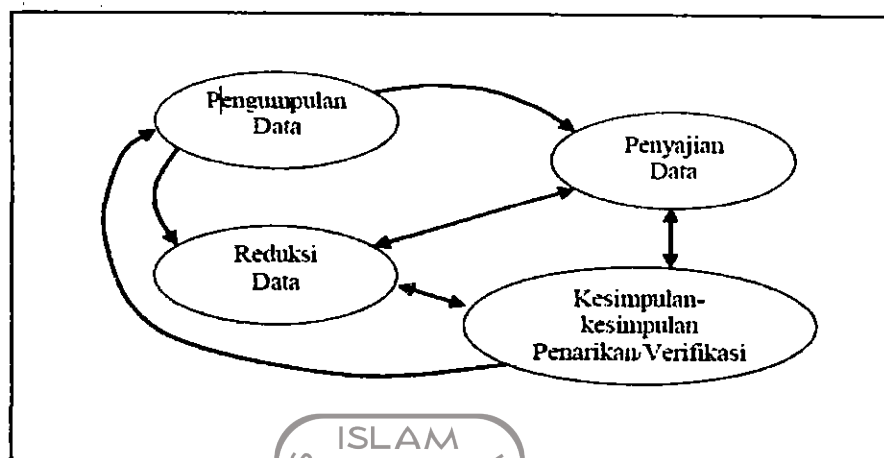 Pengumpulan
Data
Penyajian
Data
Reduksi
Data
Kesimpulan-
kesimpulan
Penarikan/Verifikasi
ISLAM